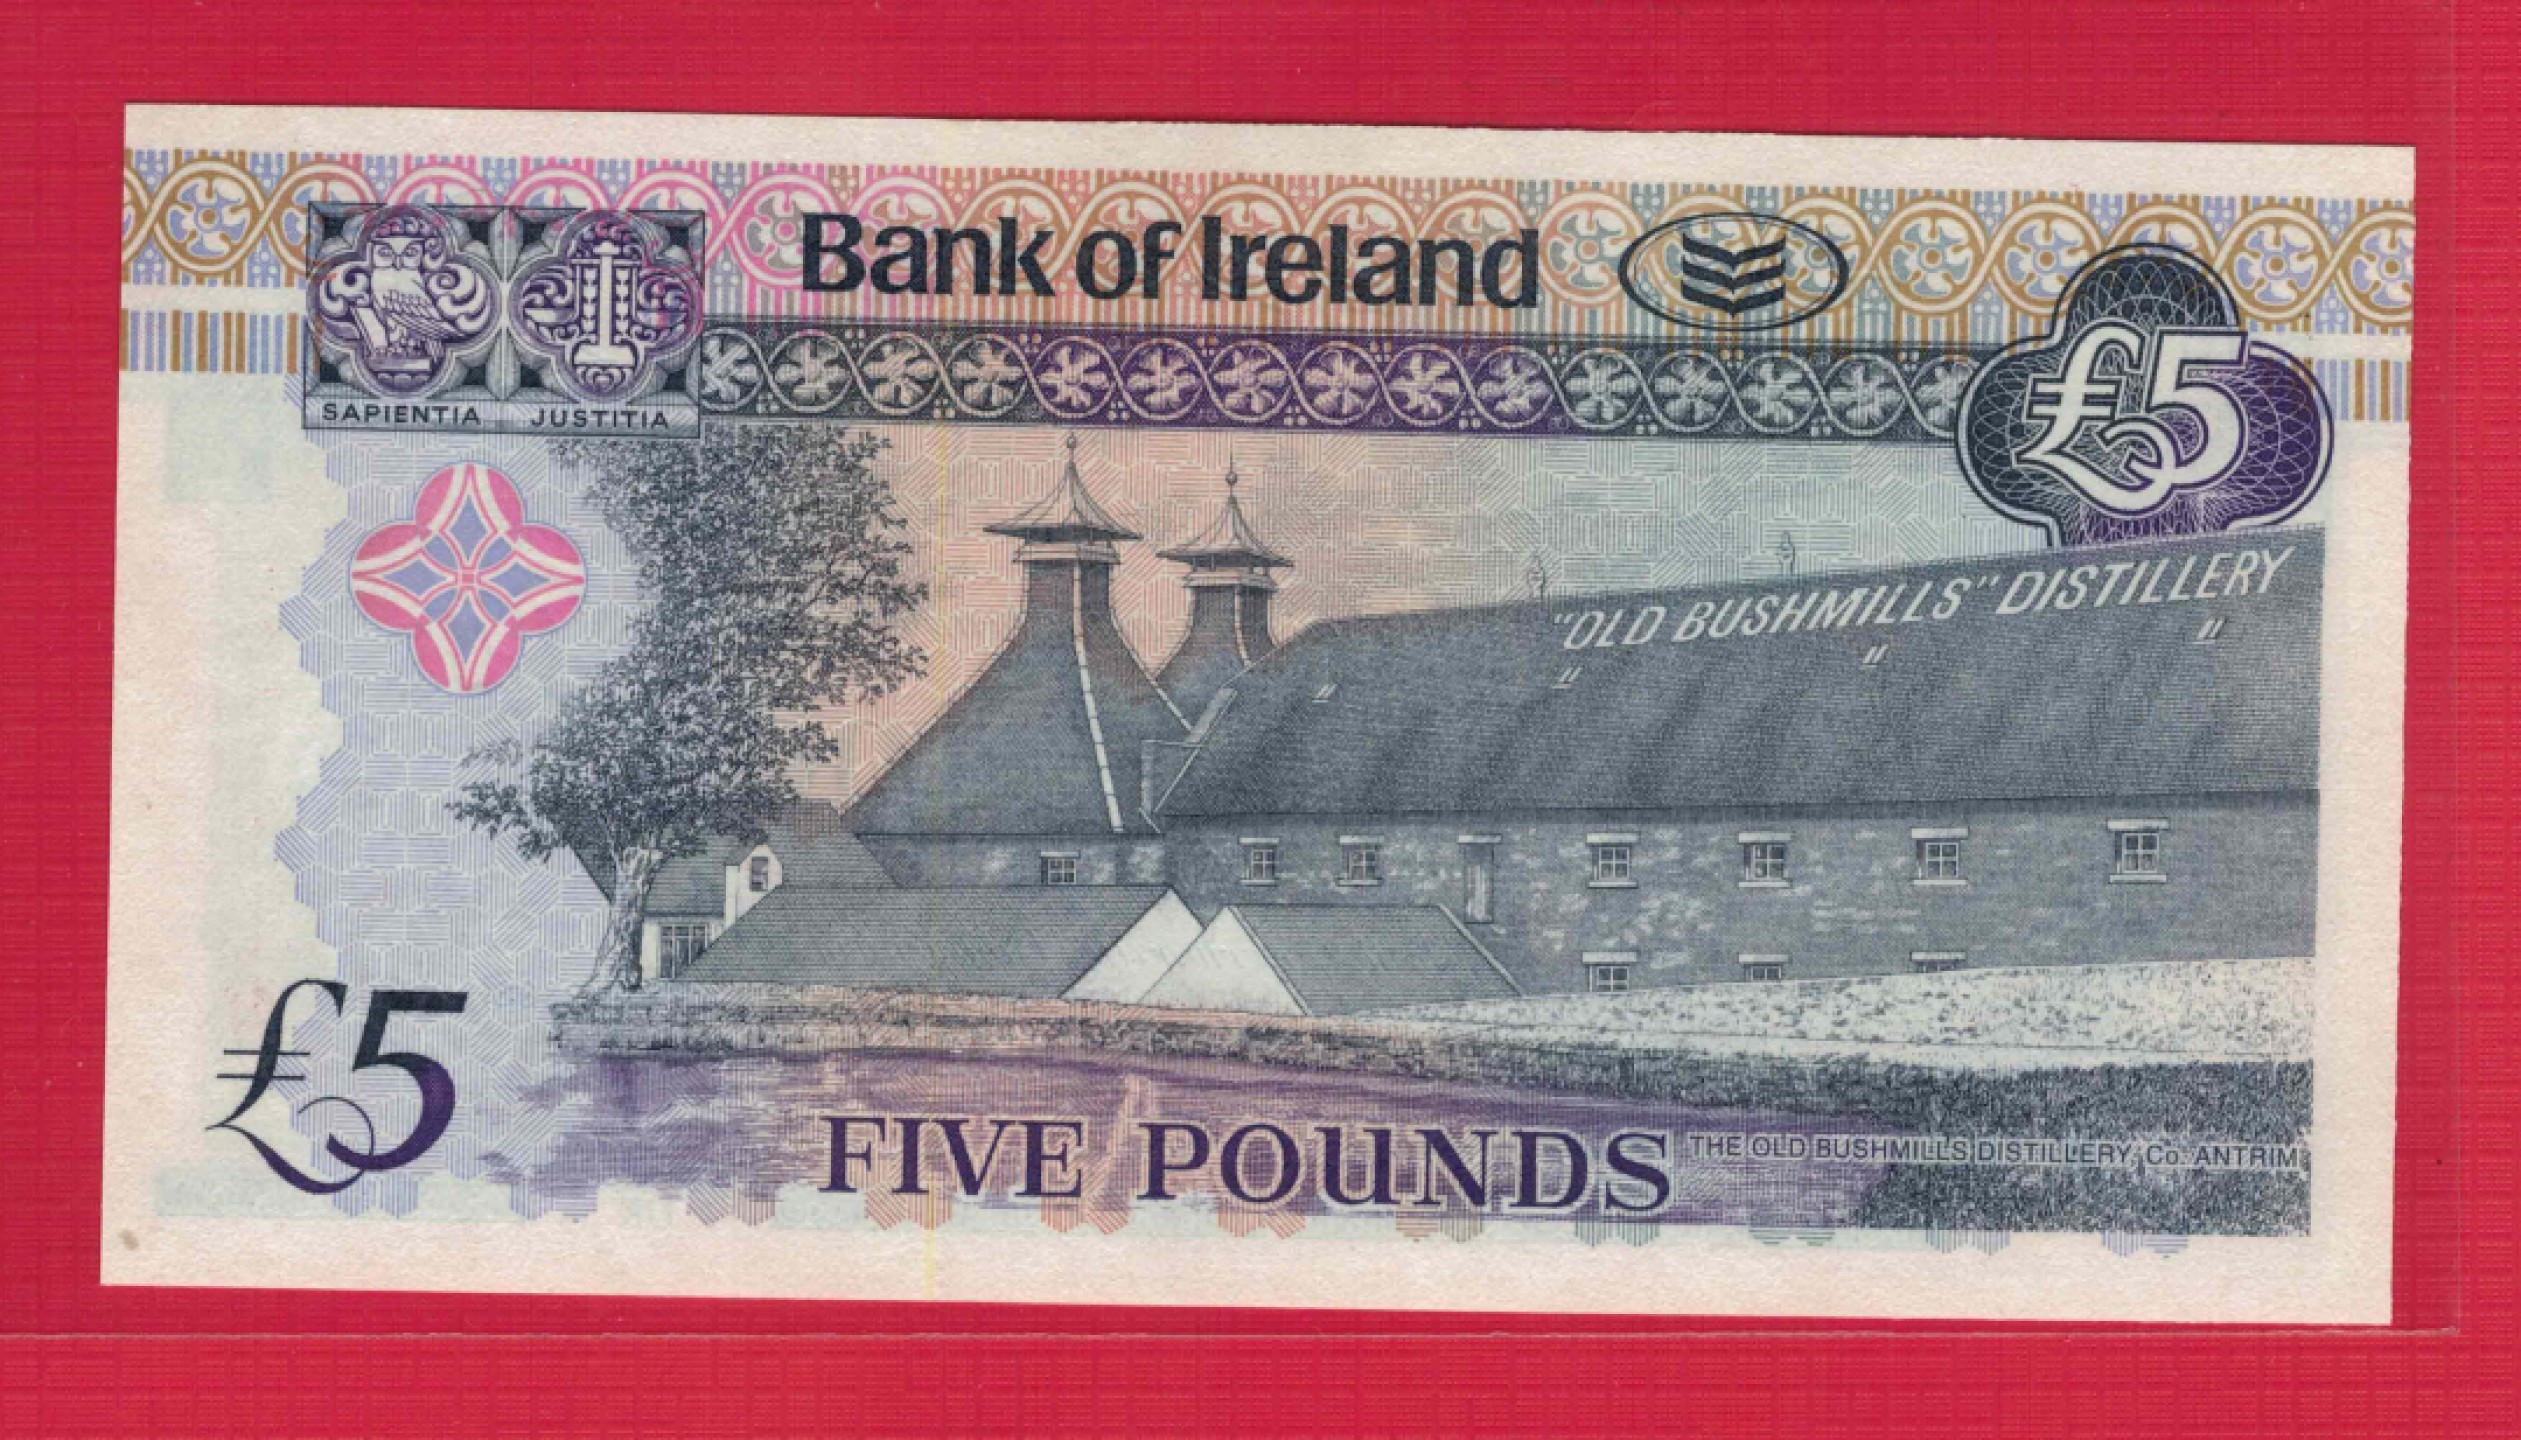 Bank of Ireland
£5
SAPIENTIA JUSTITIA
"OLD BUSHMILLS" DISTILLERY
£5
FIVE POUNDS
THE OLD BUSHMILLS DISTILLERY, Co. ANTRIM